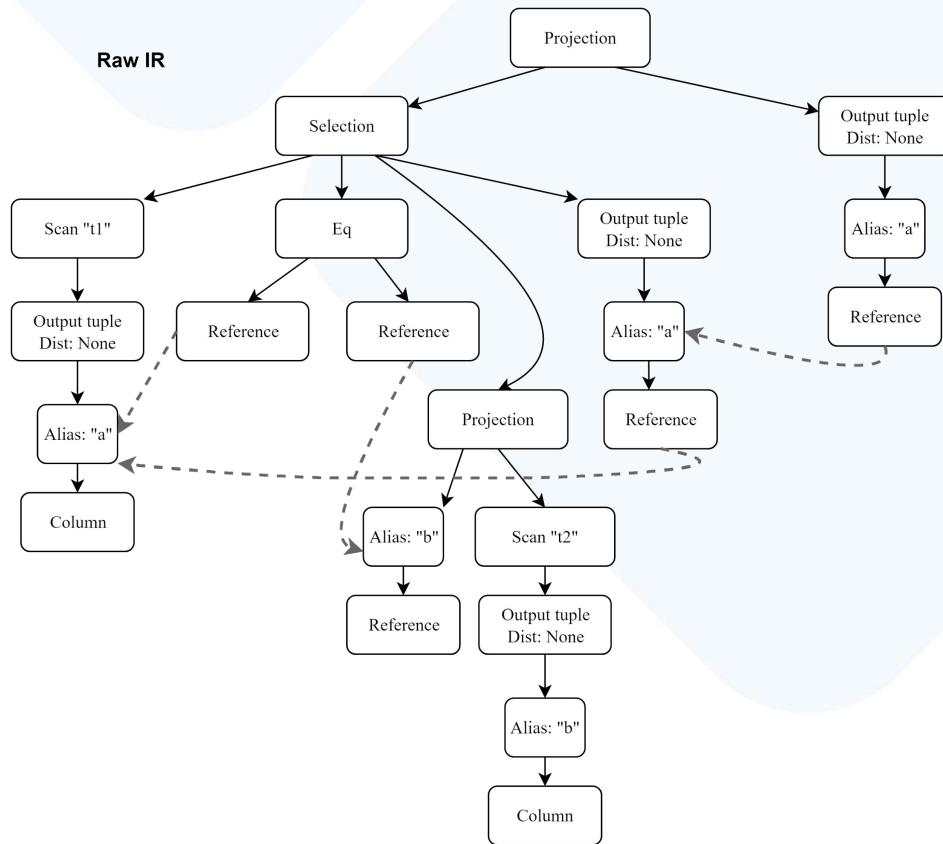 Raw IR
Projection
Selection
Output tuple
Dist: None
Scan "t1"
Eq
Output tuple
Dist: None
Alias: "a"
Output tuple
Dist: None
Reference
Reference
Alias: "a"
Reference
Alias: "a"
Projection
Reference
Column
Alias: "b"
Scan "t2"
Reference
Output tuple
Dist: None
Alias: "b"
Column